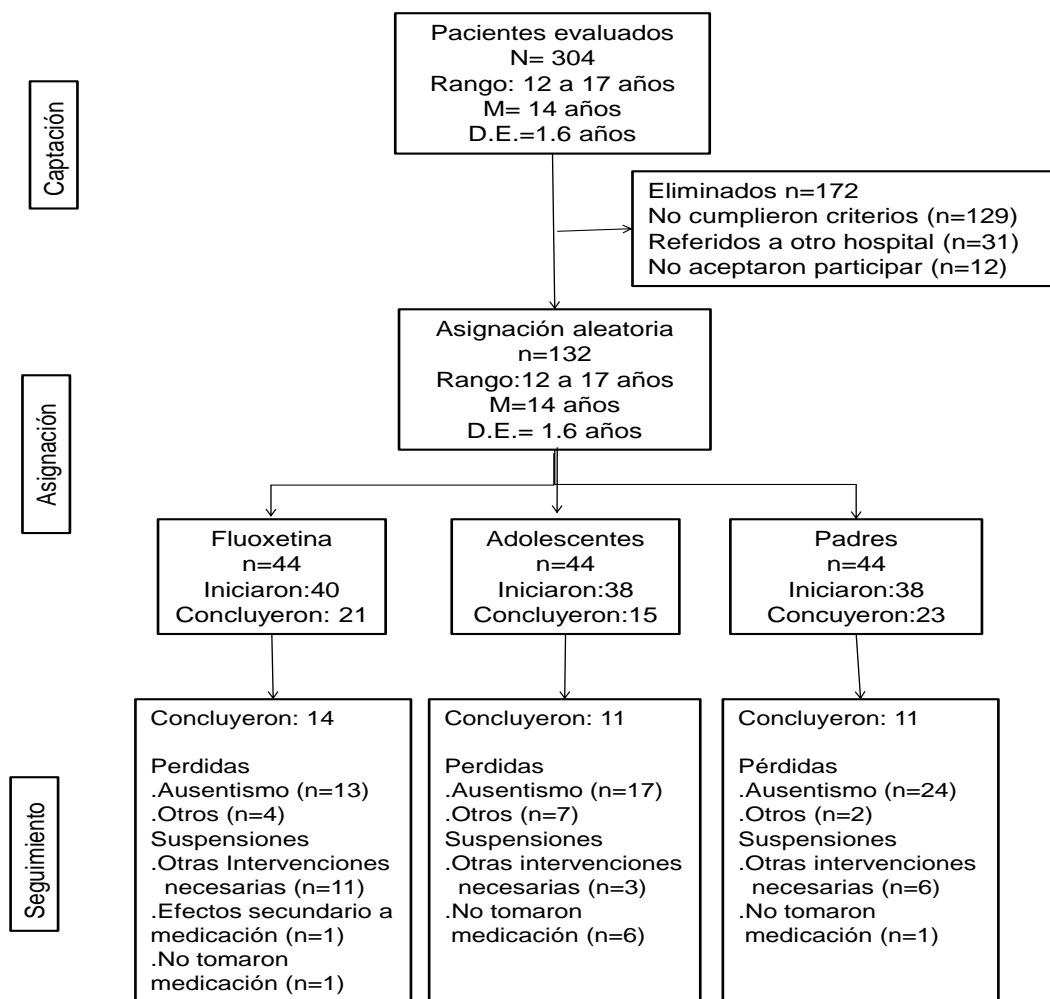 Captación
Pacientes evaluados
N= 304
Rango: 12 a 17 años
M= 14 años
D.E.=1.6 años
Eliminados n=172
No cumplieron criterios (n=129)
Referidos a otro hospital (n=31)
No aceptaron participar (n=12)
Asignación
Asignación aleatoria
n=132
Rango:12 a 17 años
M=14 años
D.E.= 1.6 años
Fluoxetina
n=44
Iniciaron:40
Concluyeron: 21
Adolescentes
n=44
Iniciaron:38
Concluyeron:15
Padres
n=44
Iniciaron:38
Concuyeron:23
Seguimiento
Concluyeron: 14
Perdidas
.Ausentismo (n=13)
.Otros (n=4)
Suspensiones
.Otras Intervenciones
necesarias (n=11)
.Efectos secundario a
medicación (n=1)
.No tomaron
medicación (n=1)
Concluyeron: 11
Perdidas
.Ausentismo (n=17)
.Otros (n=7)
Suspensiones
.Otras intervenciones
necesarias (n=3)
.No tomaron
medicación (n=6)
Concluyeron: 11
Pérdidas
.Ausentismo (n=24)
.Otros (n=2)
Suspensiones
.Otras intervenciones
necesarias (n=6)
.No tomaron
medicación (n=1)